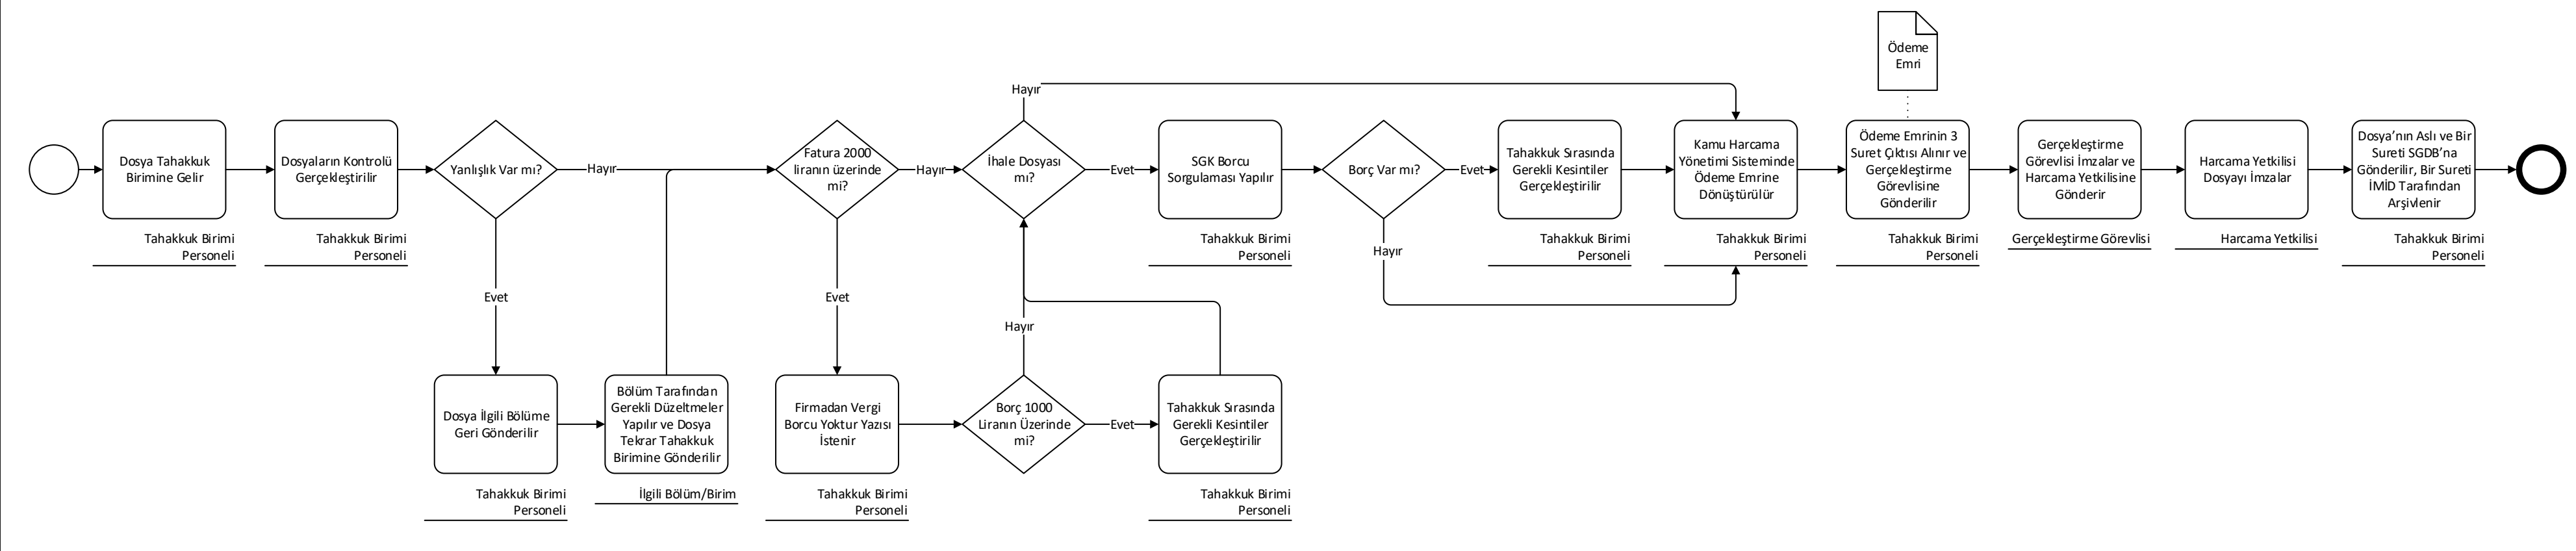 Ödeme
Emri
Hayır
Dosya Tahakkuk
Birimine Gelir
Tahakkuk Birimi
Personeli
Dosyaların Kontrolü
Gerçekleştirilir
Tahakkuk Birimi
Personeli
Yanlışlık Var mı?
Hayır
Evet
Fatura 2000
liranın üzerinde
mi?
Hayır
Evet
İhale Dosyası
mı?
Evet
SGK Borcu
Sorgulaması Yapılır
Tahakkuk Birimi
Personeli
Borç Var mı?
Evet
Hayır
Tahakkuk Sırasında
Gerekli Kesintiler
Gerçekleştirilir
Tahakkuk Birimi
Personeli
Kamu Harcama
Yönetimi Sisteminde
Ödeme Emrine
Dönüştürülür
Tahakkuk Birimi
Personeli
Ödeme Emrinin 3
Suret Çıktısı Alınır ve
Gerçekleştirme
Görevlisine
Gönderilir
Tahakkuk Birimi
Personeli
Gerçekleştirme
Görevlisi İmzalar ve
Harcama Yetkilisine
Gönderir
Gerçekleştirme Görevlisi
Harcama Yetkilisi
Dosyayı İmzalar
Harcama Yetkilisi
Dosya’nın Aslı ve Bir
Sureti SGDB’na
Gönderilir, Bir Sureti
İMİD Tarafından
Arşivlenir
Tahakkuk Birimi
Personeli
Dosya İlgili Bölüme
Geri Gönderilir
Tahakkuk Birimi
Personeli
Bölüm Tarafından
Gerekli Düzeltmeler
Yapılır ve Dosya
Tekrar Tahakkuk
Birimine Gönderilir
İlgili Bölüm/Birim
Firmadan Vergi
Borcu Yoktur Yazısı
İstenir
Tahakkuk Birimi
Personeli
Hayır
Borç 1000
Liranın Üzerinde
mi?
Evet
Tahakkuk Sırasında
Gerekli Kesintiler
Gerçekleştirilir
Tahakkuk Birimi
Personeli